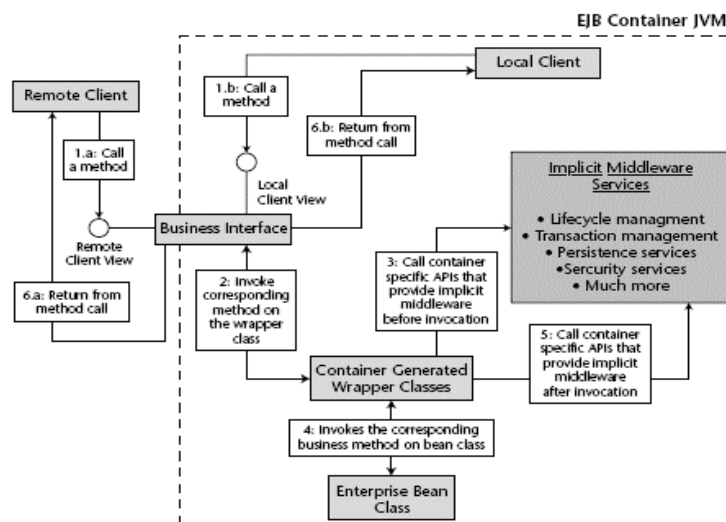 EJB Container JVM
Local Client
Remote Client
1.b: Call a
method
6.b: Return from
method call
1.a: Call
a method
Local
Client View
Implicit Middleware
Services
• Lifecycle managment
• Transaction management
• Persistence services
•Sercurity services
• Much more
Business Interface
Remote
Client View
2: Invoke
corresponding
method on
the wrapper
class
3: Call container
specific APIs that
provide implicit
middleware
before invocation
6.a: Return from
method call
5: Call container
specific APIs that
provide implicit
middleware
after invocation
Container Generated
Wrapper Classes
4: Invokes the corresponding
business method on bean class
Enterprise Bean
Class